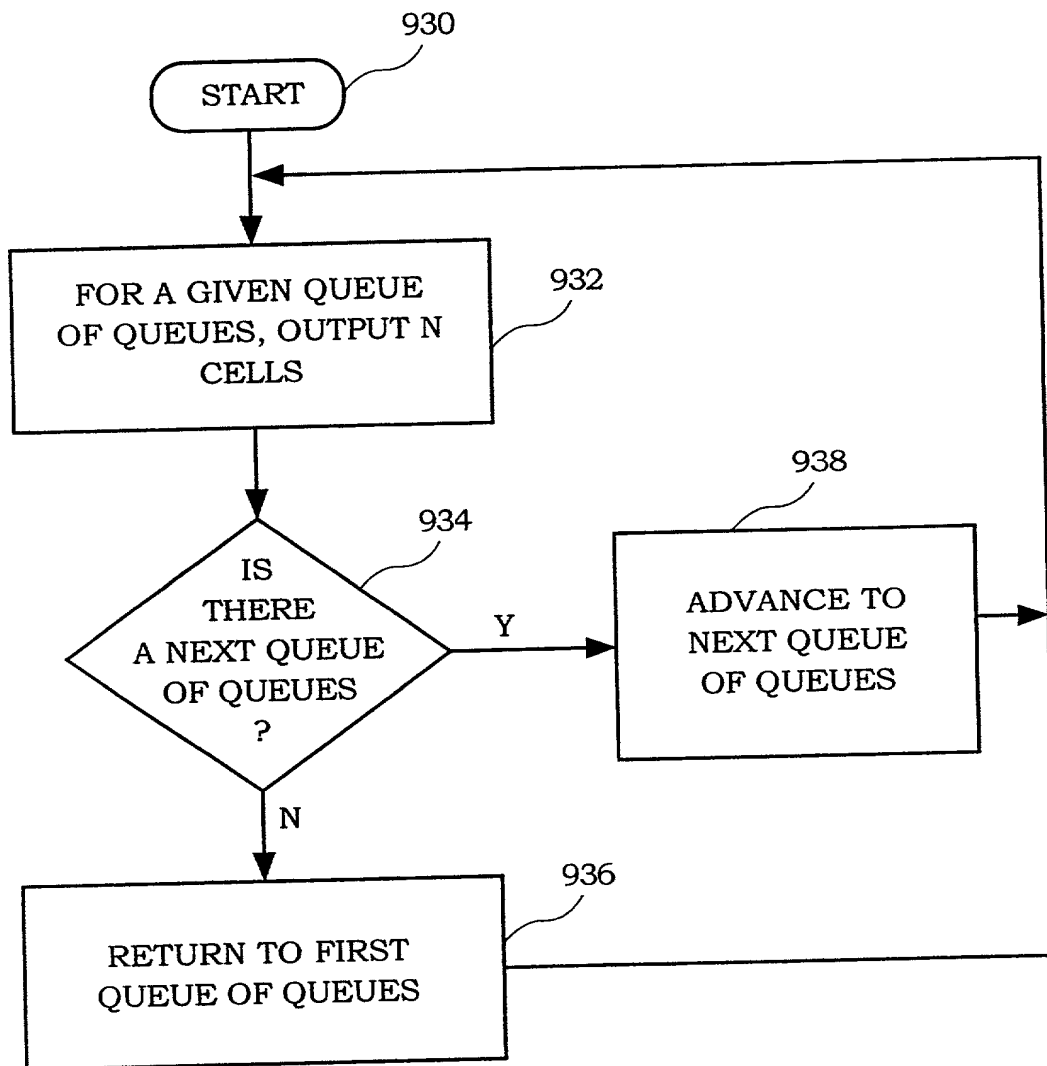 930
START
FOR A GIVEN QUEUE
OF QUEUES, OUTPUT N
CELLS
932
934
IS
THERE
A NEXT QUEUE
OF QUEUES
?
Y
938
ADVANCE TO
NEXT QUEUE
OF QUEUES
N
936
RETURN TO FIRST
QUEUE OF QUEUES